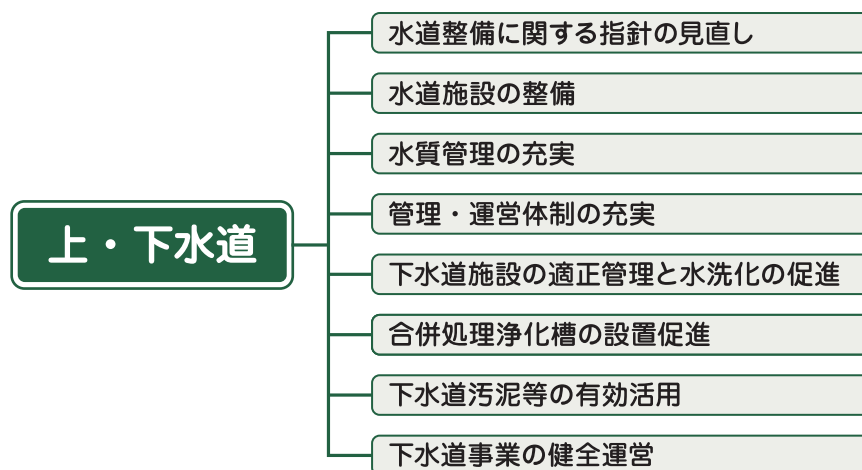 上・下水道
水道整備に関する指針の見直し
水道施設の整備
水質管理の充実
管理・運営体制の充実
下水道施設の適正管理と水洗化の促進
合併処理浄化槽の設置促進
下水道汚泥等の有効活用
下水道事業の健全運営